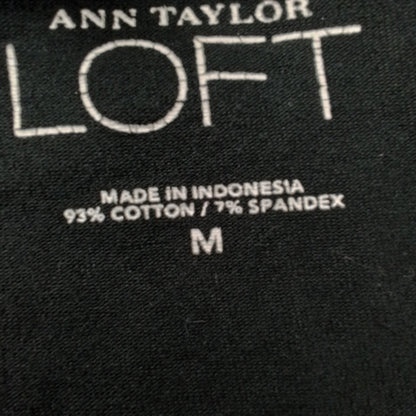 ANN TAYLOR
LOFT
MADE IN INDONESIA
93% COTTON / 7% SPANDEX
M